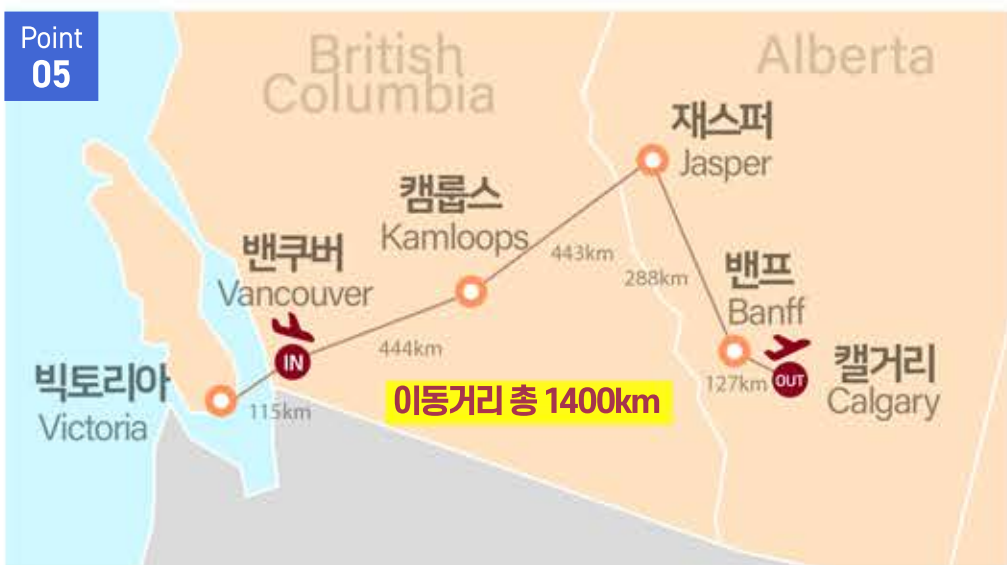 Point
05
British
Columbia
Alberta
재스퍼
Jasper
캠룹스
Kamloops
443km
밴쿠버
Vancouver
288km
밴프
Banff
IN
444km
빅토리아
Victoria
115km
이동거리 총 1400km
127km
OUT
캘거리
Calgary